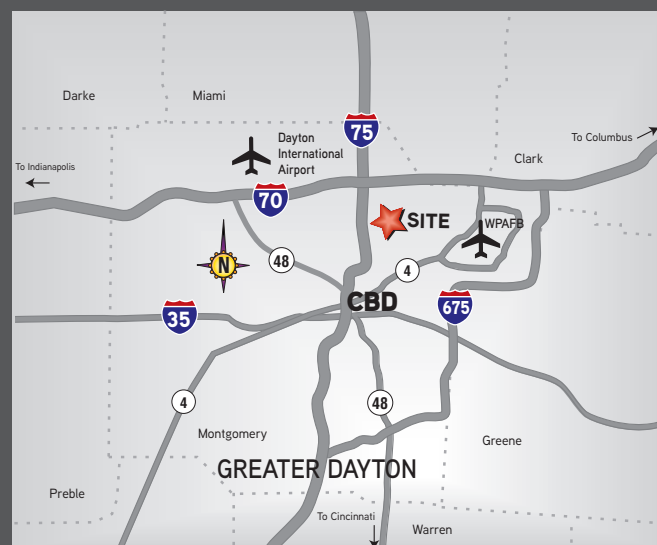 Darke
Miami
75
Dayton
International
Airport
To Columbus
Clark
To Indianapolis
70
SITE
WPAFB
N
48
4
CBD
35
675
4
48
Montgomery
Greene
GREATER DAYTON
Preble
To Cincinnati
Warren